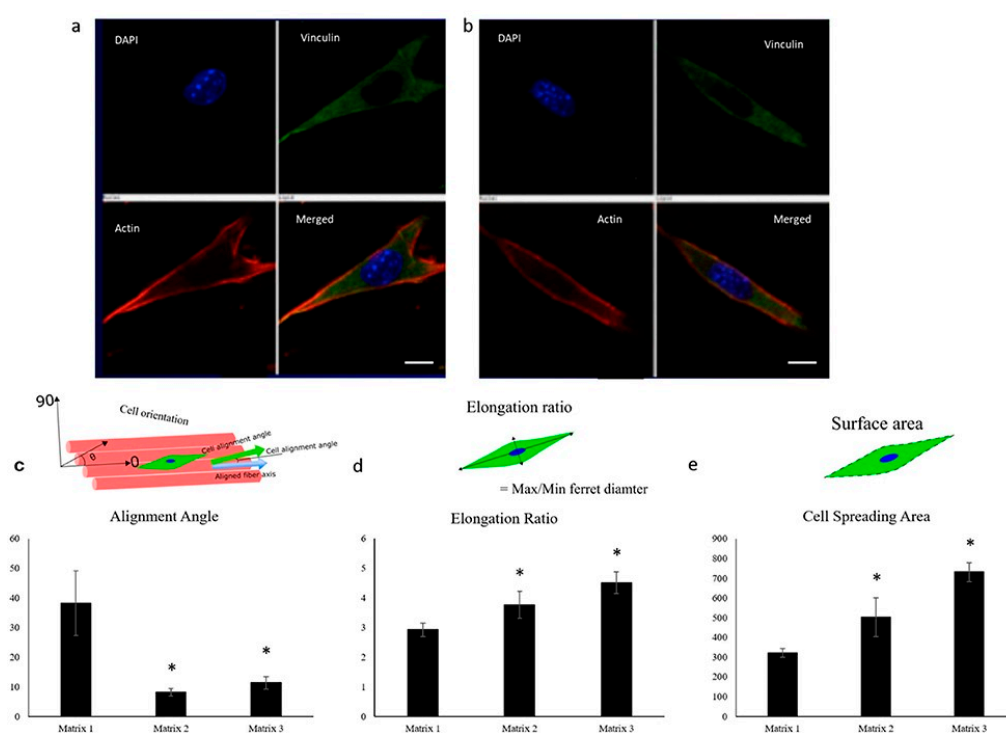 a
DAPI
Vinculin
Actin
Merged
b
DAPI
Vinculin
Actin
Merged
c
90
Cell orientation
θ
0
Cell alignment angle
Cell alignment angle
Aligned fiber axis
d
Elongation ratio
= Max/Min ferret diamter
e
Surface area
Alignment Angle
60
50
40
30
20
10
0
*
*
Matrix 1 Matrix 2 Matrix 3
Elongation Ratio
6
5
4
3
2
1
0
*
*
Matrix 1 Matrix 2 Matrix 3
Cell Spreading Area
900
800
700
600
500
400
300
200
100
0
*
*
Matrix 1 Matrix 2 Matrix 3